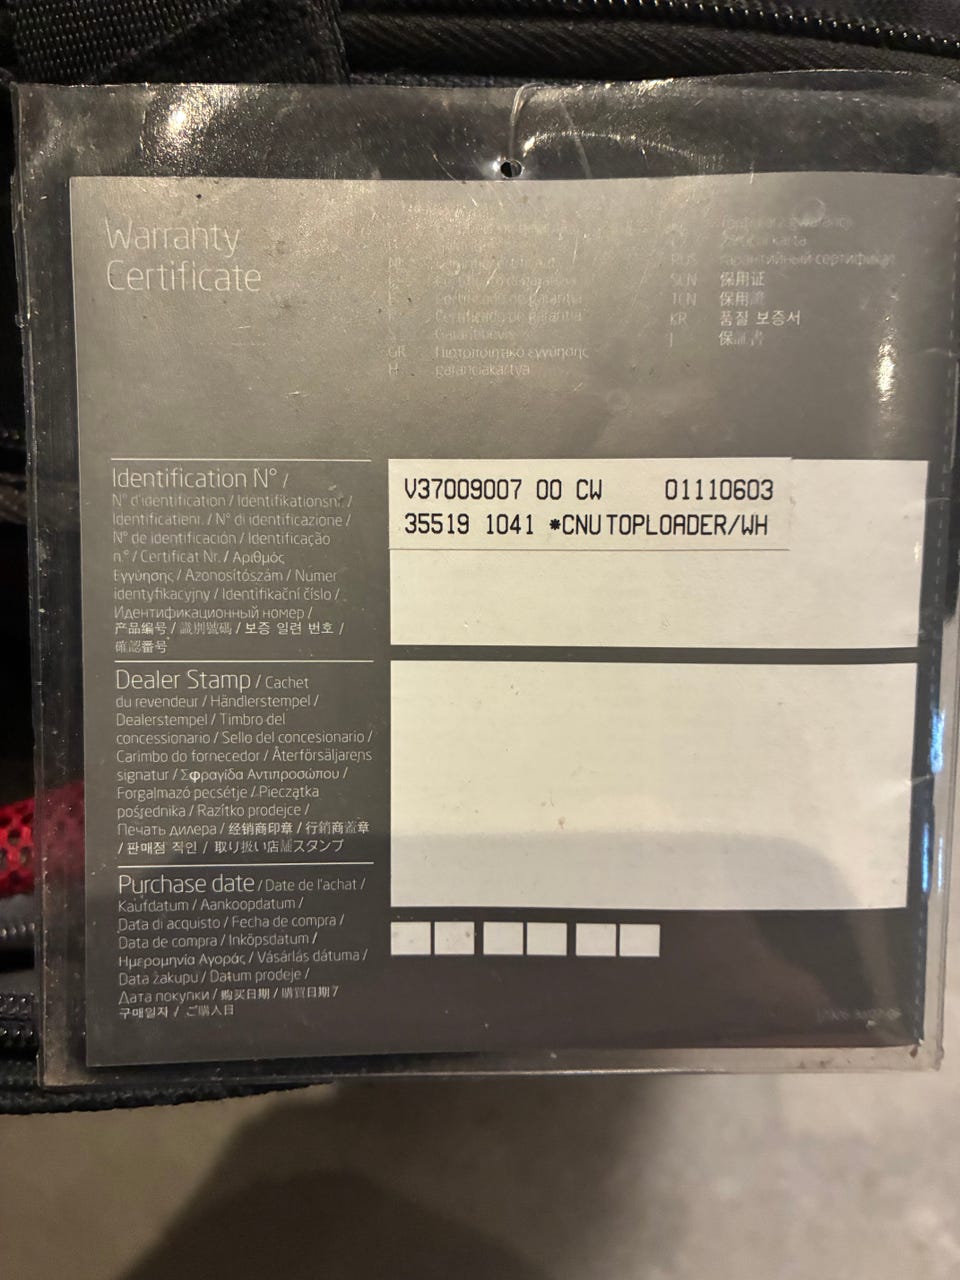 Warranty
Certificate
GR Πιστοποιητικό εγγύησης
H garanciakártya
záruční karta
RUS гарантийный сертификат
SCN 保用证
TCN 保用證
KR 품질 보증서
J 保証書
Identification N° /
N° d'identification / Identifikationsnr. /
Identificatienr. / N° di identificazione /
N° de identificación / Identificação
n.° / Certificat Nr. / Αριθμός
Εγγύησης / Azonosítószám / Numer
identyfikacyjny / Identifikační číslo /
Идентификационный номер /
产品编号 / 識別號碼 / 보증 일련 번호 /
確認番号
V37009007 00 CW 01110603
35519 1041 *CNU TOPLOADER/WH
Dealer Stamp / Cachet
du revendeur / Händlerstempel /
Dealerstempel / Timbro del
concessionario / Sello del concesionario /
Carimbo do fornecedor / Återförsäljarens
signatur / Σφραγίδα Αντιπροσώπου /
Forgalmazó pecsétje / Pieczątka
pośrednika / Razítko prodejce /
Печать дилера / 经销商印章 / 行銷商蓋章
/ 판매점 직인 / 取り扱い店舗スタンプ
Purchase date / Date de l'achat /
Kaufdatum / Aankoopdatum /
Data di acquisto / Fecha de compra /
Data de compra / Inköpsdatum /
Ημερομηνία Αγοράς / Vásárlás dátuma /
Data zakupu / Datum prodeje /
Дата покупки / 购买日期 / 購買日期 /
구매일자 / ご購入日